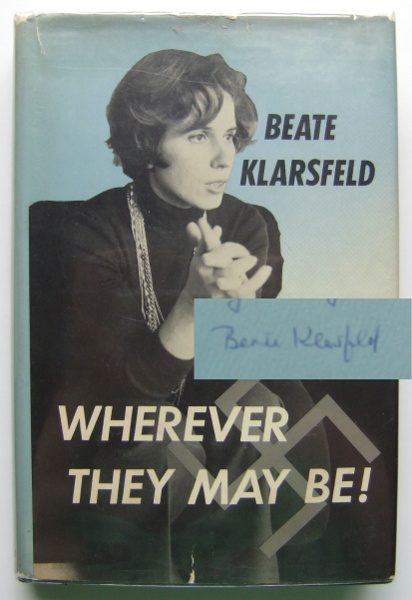 BEATE
KLARSFELD
Beate Klarsfeld
WHEREVER
THEY MAY BE!